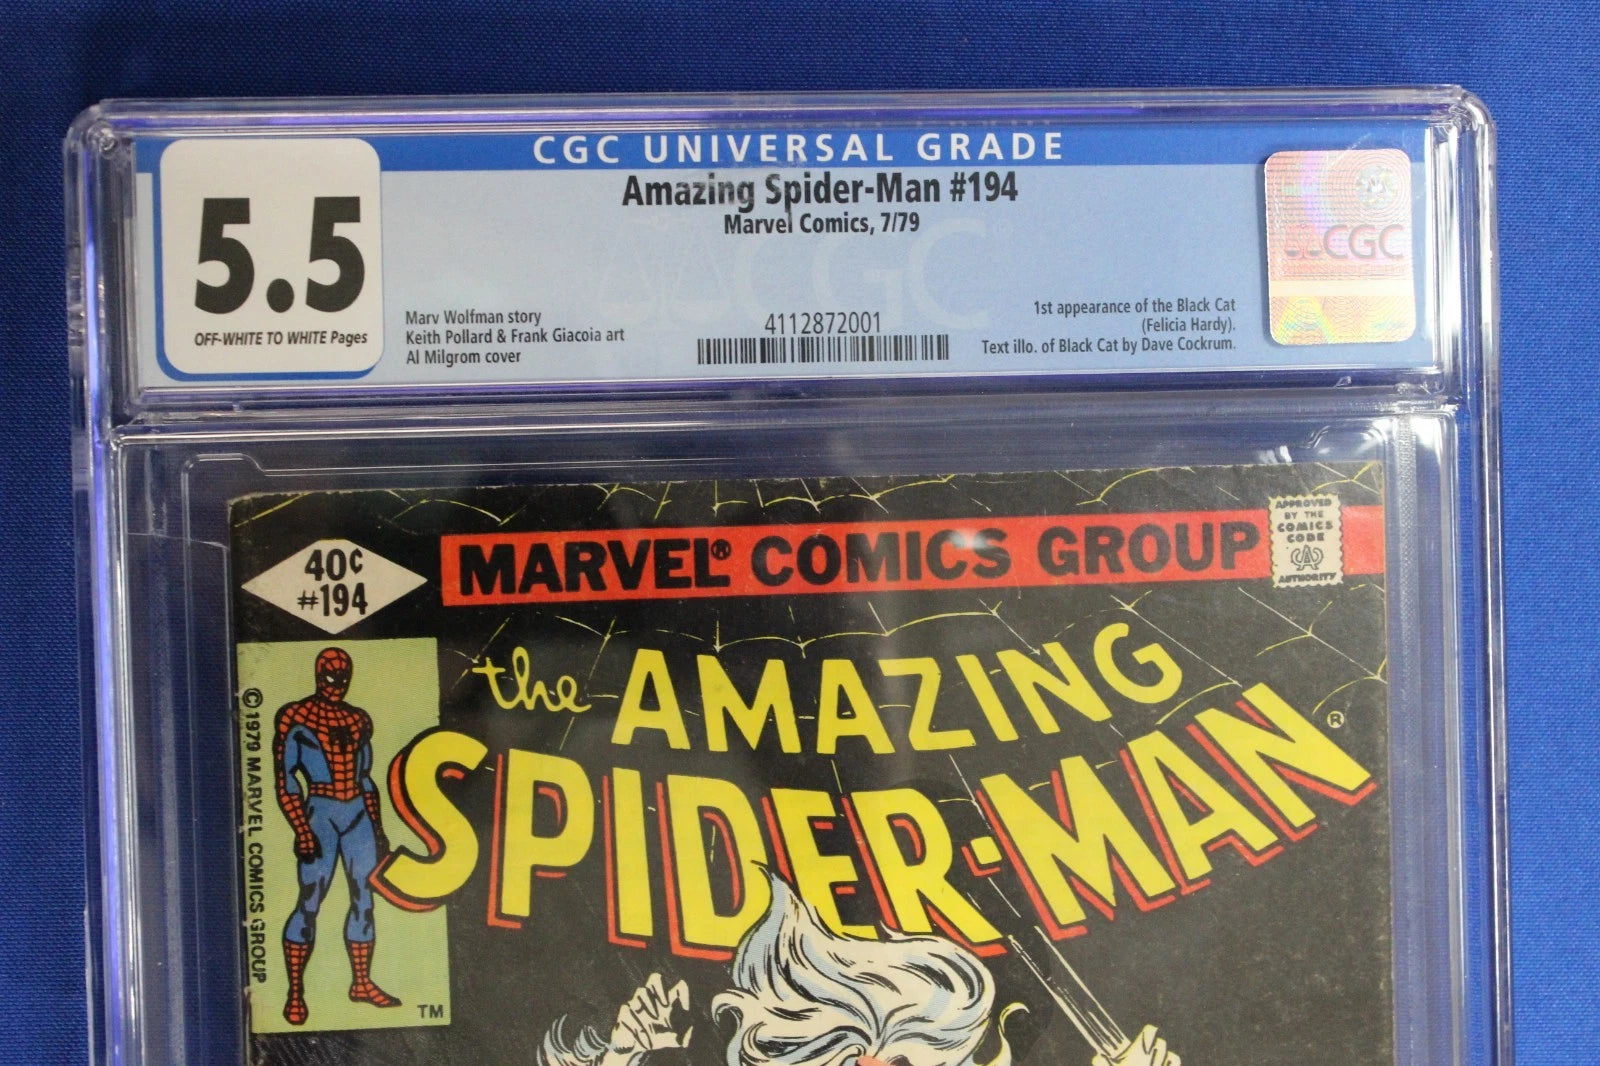 CGC UNIVERSAL GRADE
5.5
OFF-WHITE TO WHITE Pages
Amazing Spider-Man #194
Marvel Comics, 7/79
CGC
Marv Wolfman story
Keith Pollard & Frank Giacoia art
Al Milgrom cover
4112872001
1st appearance of the Black Cat
(Felicia Hardy).
Text illo. of Black Cat by Dave Cockrum.
CGC
40¢
#194
MARVEL® COMICS GROUP
APPROVED
BY THE
COMICS
CODE
CA
AUTHORITY
the AMAZING
SPIDER-MAN®
© 1979 MARVEL COMICS GROUP
TM